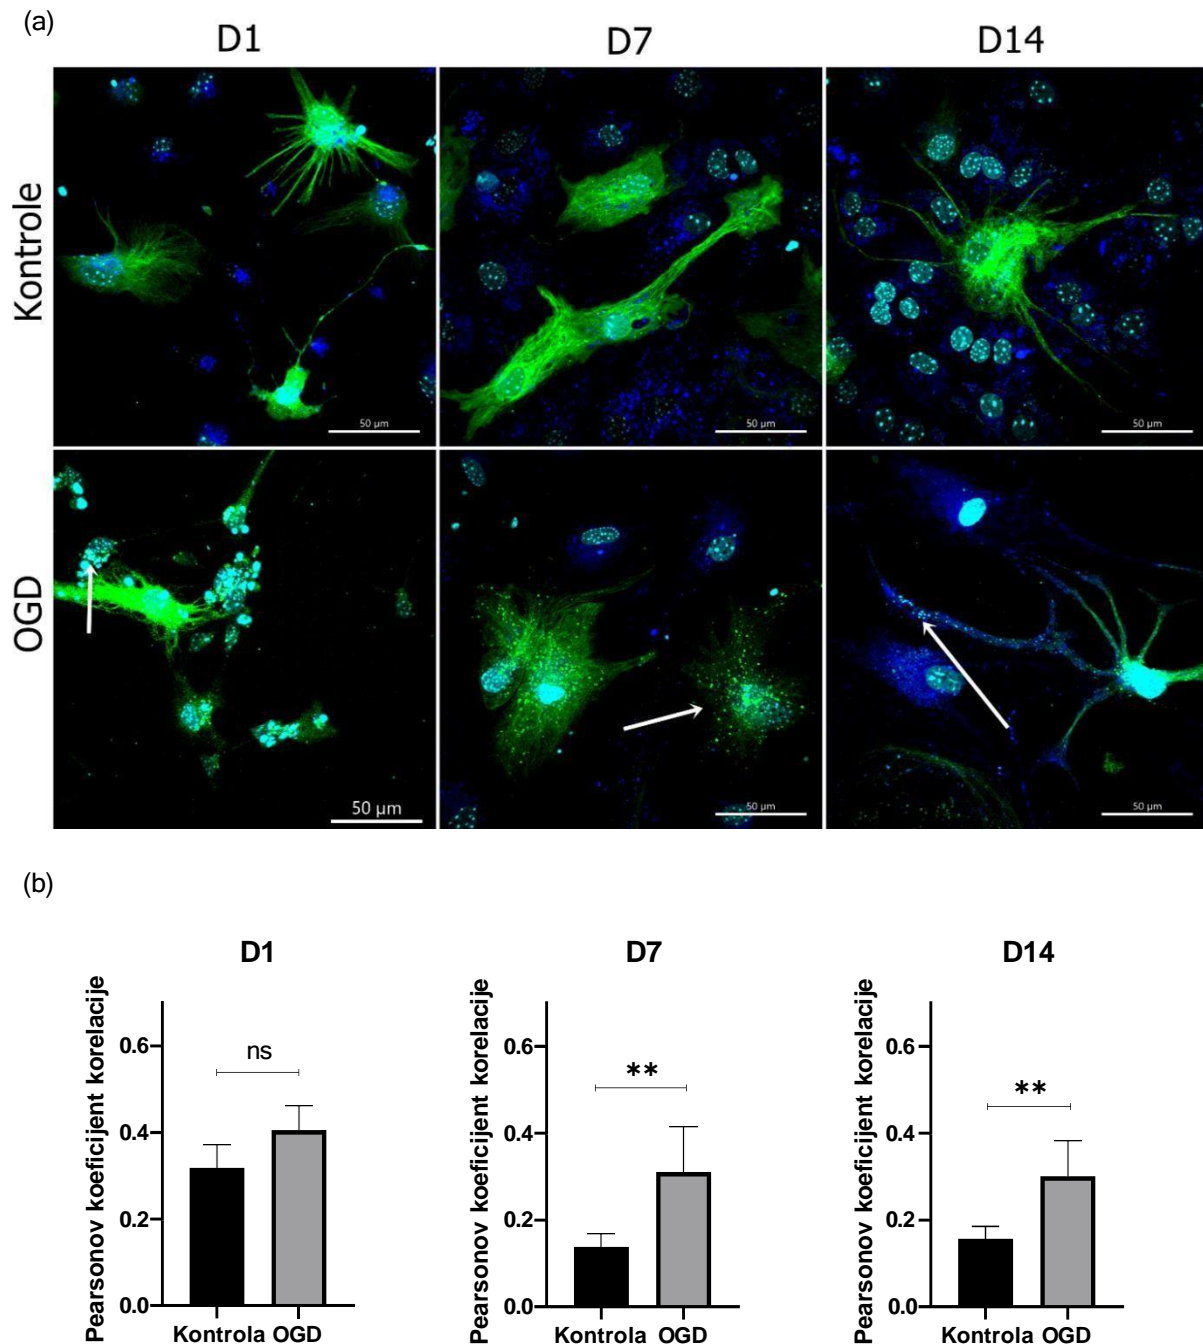 (a)
D1 D7 D14
Kontrole
50 µm 50 µm 50 µm
OGD
50 µm 50 µm 50 µm
(b)
D1 D7 D14
Pearsonov koeficijent korelacije
0.6
0.4
0.2
0.0
ns
Kontrola OGD
Pearsonov koeficijent korelacije
0.6
0.4
0.2
0.0
**
Kontrola OGD
Pearsonov koeficijent korelacije
0.6
0.4
0.2
0.0
**
Kontrola OGD